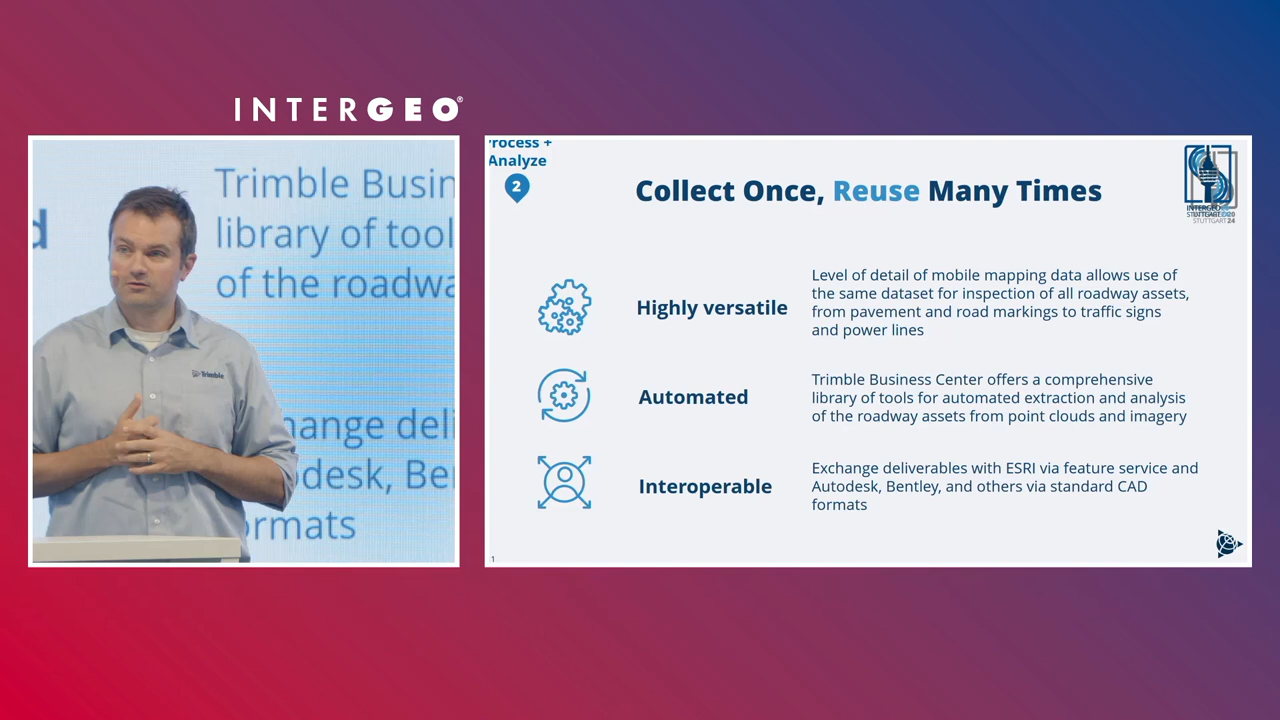 INTERGEO®
Trimble Busin
library of tool
of the roadwa
d
Trimble
hange deli
odesk, Be
ormats
rocess +
Analyze
2
Collect Once, Reuse Many Times
Highly versatile
Level of detail of mobile mapping data allows use of
the same dataset for inspection of all roadway assets,
from pavement and road markings to traffic signs
and power lines
Automated
Trimble Business Center offers a comprehensive
library of tools for automated extraction and analysis
of the roadway assets from point clouds and imagery
Interoperable
Exchange deliverables with ESRI via feature service and
Autodesk, Bentley, and others via standard CAD
formats
STUTTGART 24
1